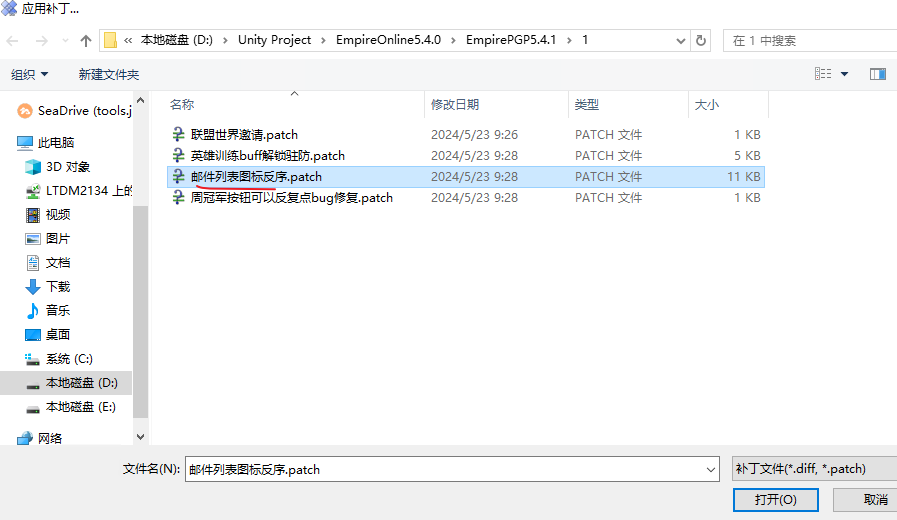 应用补丁...
« 本地磁盘 (D:) › Unity Project › EmpireOnline5.4.0 › EmpirePGP5.4.1 › 1
在 1 中搜索
组织 新建文件夹
名称 修改日期 类型 大小
SeaDrive (tools.j
此电脑
3D 对象
LTDM2134 上的
视频
图片
文档
下载
音乐
桌面
系统 (C:)
本地磁盘 (D:)
本地磁盘 (E:)
网络
联盟世界邀请.patch 2024/5/23 9:26 PATCH 文件 1 KB
英雄训练buff解锁驻防.patch 2024/5/23 9:28 PATCH 文件 5 KB
邮件列表图标反序.patch 2024/5/23 9:28 PATCH 文件 11 KB
周冠军按钮可以反复点bug修复.patch 2024/5/23 9:28 PATCH 文件 1 KB
文件名(N): 邮件列表图标反序.patch 补丁文件(*.diff, *.patch)
打开(O) 取消